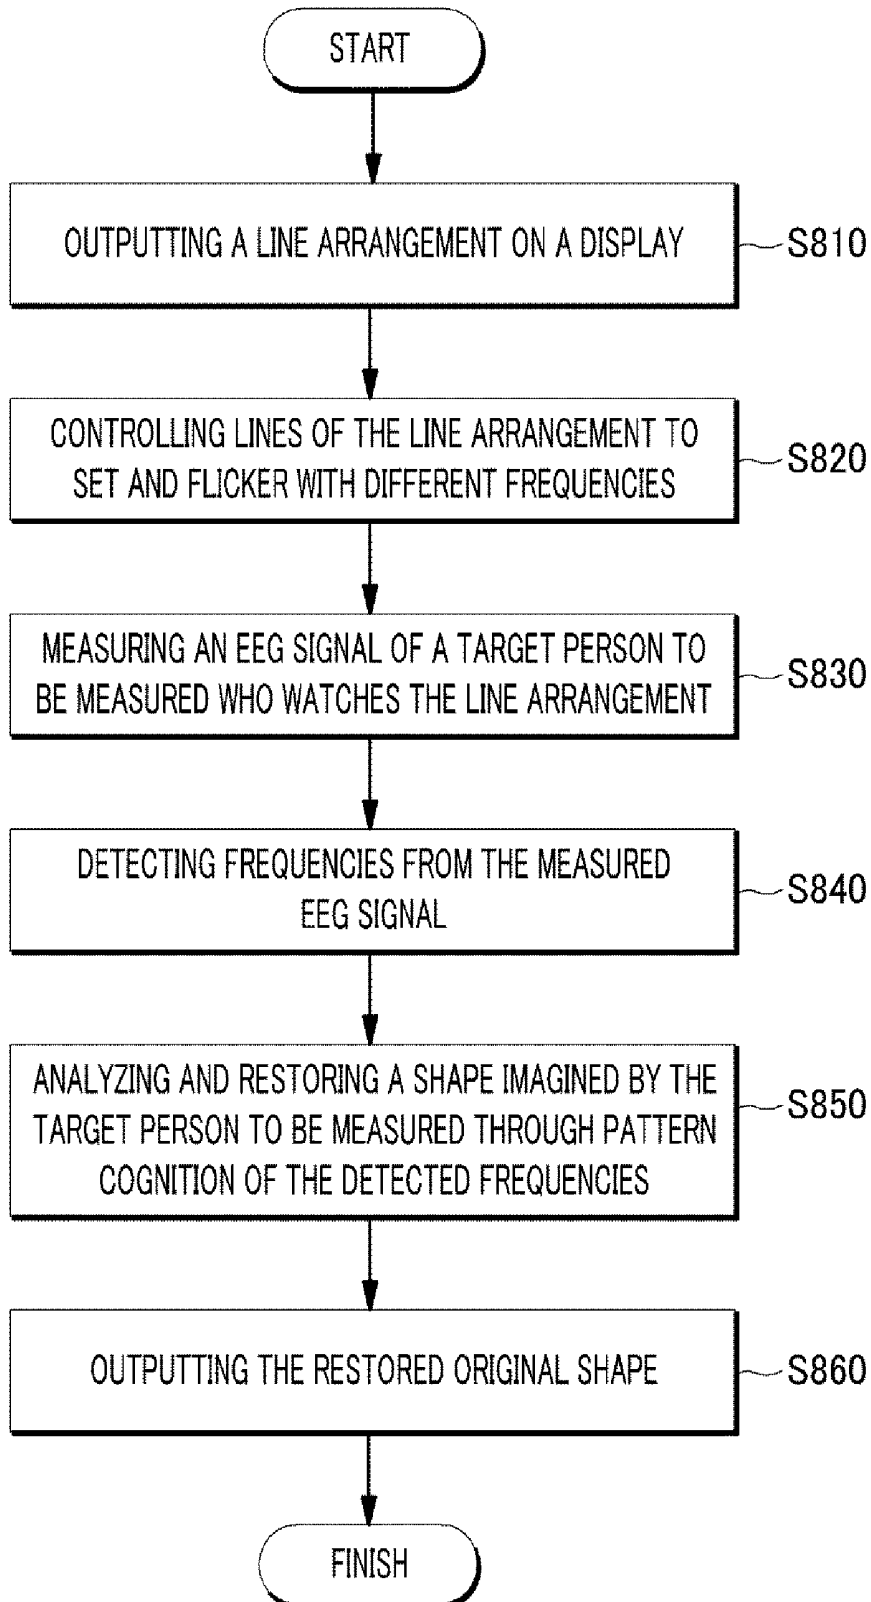 START
OUTPUTTING A LINE ARRANGEMENT ON A DISPLAY
S810
CONTROLLING LINES OF THE LINE ARRANGEMENT TO
SET AND FLICKER WITH DIFFERENT FREQUENCIES
S820
MEASURING AN EEG SIGNAL OF A TARGET PERSON TO
BE MEASURED WHO WATCHES THE LINE ARRANGEMENT
S830
DETECTING FREQUENCIES FROM THE MEASURED
EEG SIGNAL
S840
ANALYZING AND RESTORING A SHAPE IMAGINED BY THE
TARGET PERSON TO BE MEASURED THROUGH PATTERN
COGNITION OF THE DETECTED FREQUENCIES
S850
OUTPUTTING THE RESTORED ORIGINAL SHAPE
S860
FINISH